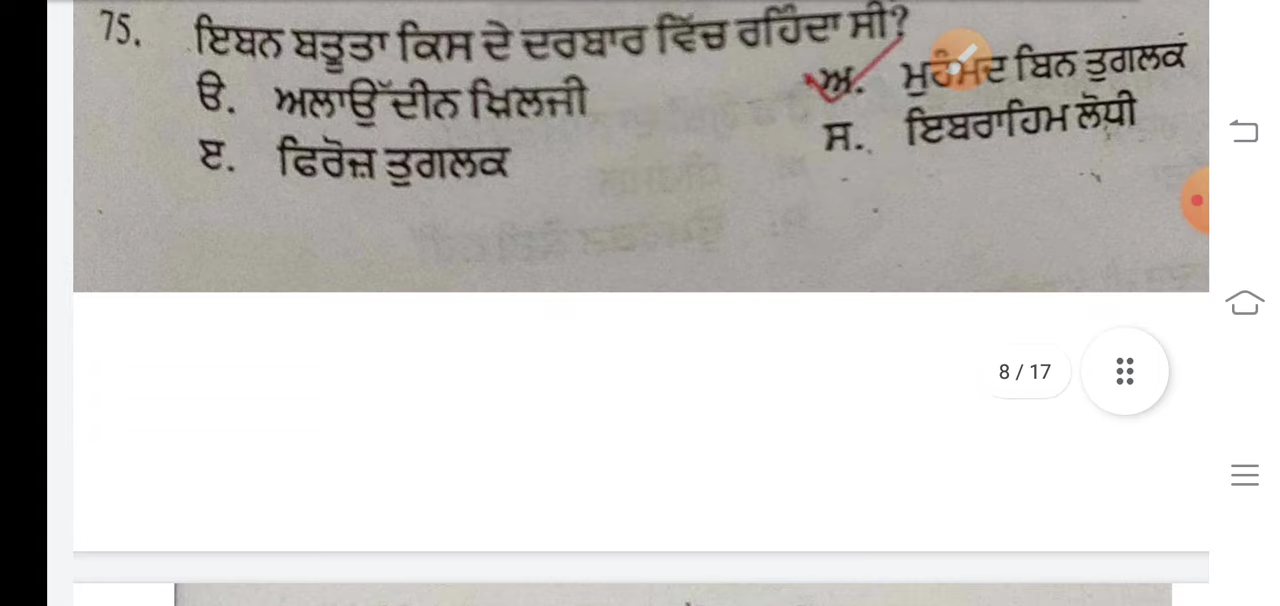 75. ਇਬਨ ਬਤੂਤਾ ਕਿਸ ਦੇ ਦਰਬਾਰ ਵਿੱਚ ਰਹਿੰਦਾ ਸੀ?
ੳ. ਅਲਾਉੱਦੀਨ ਖ਼ਿਲਜੀ ਅ. ਮੁਹੰਮਦ ਬਿਨ ਤੁਗਲਕ
ੲ. ਫਿਰੋਜ਼ ਤੁਗਲਕ ਸ. ਇਬਰਾਹਿਮ ਲੋਧੀ
8 / 17